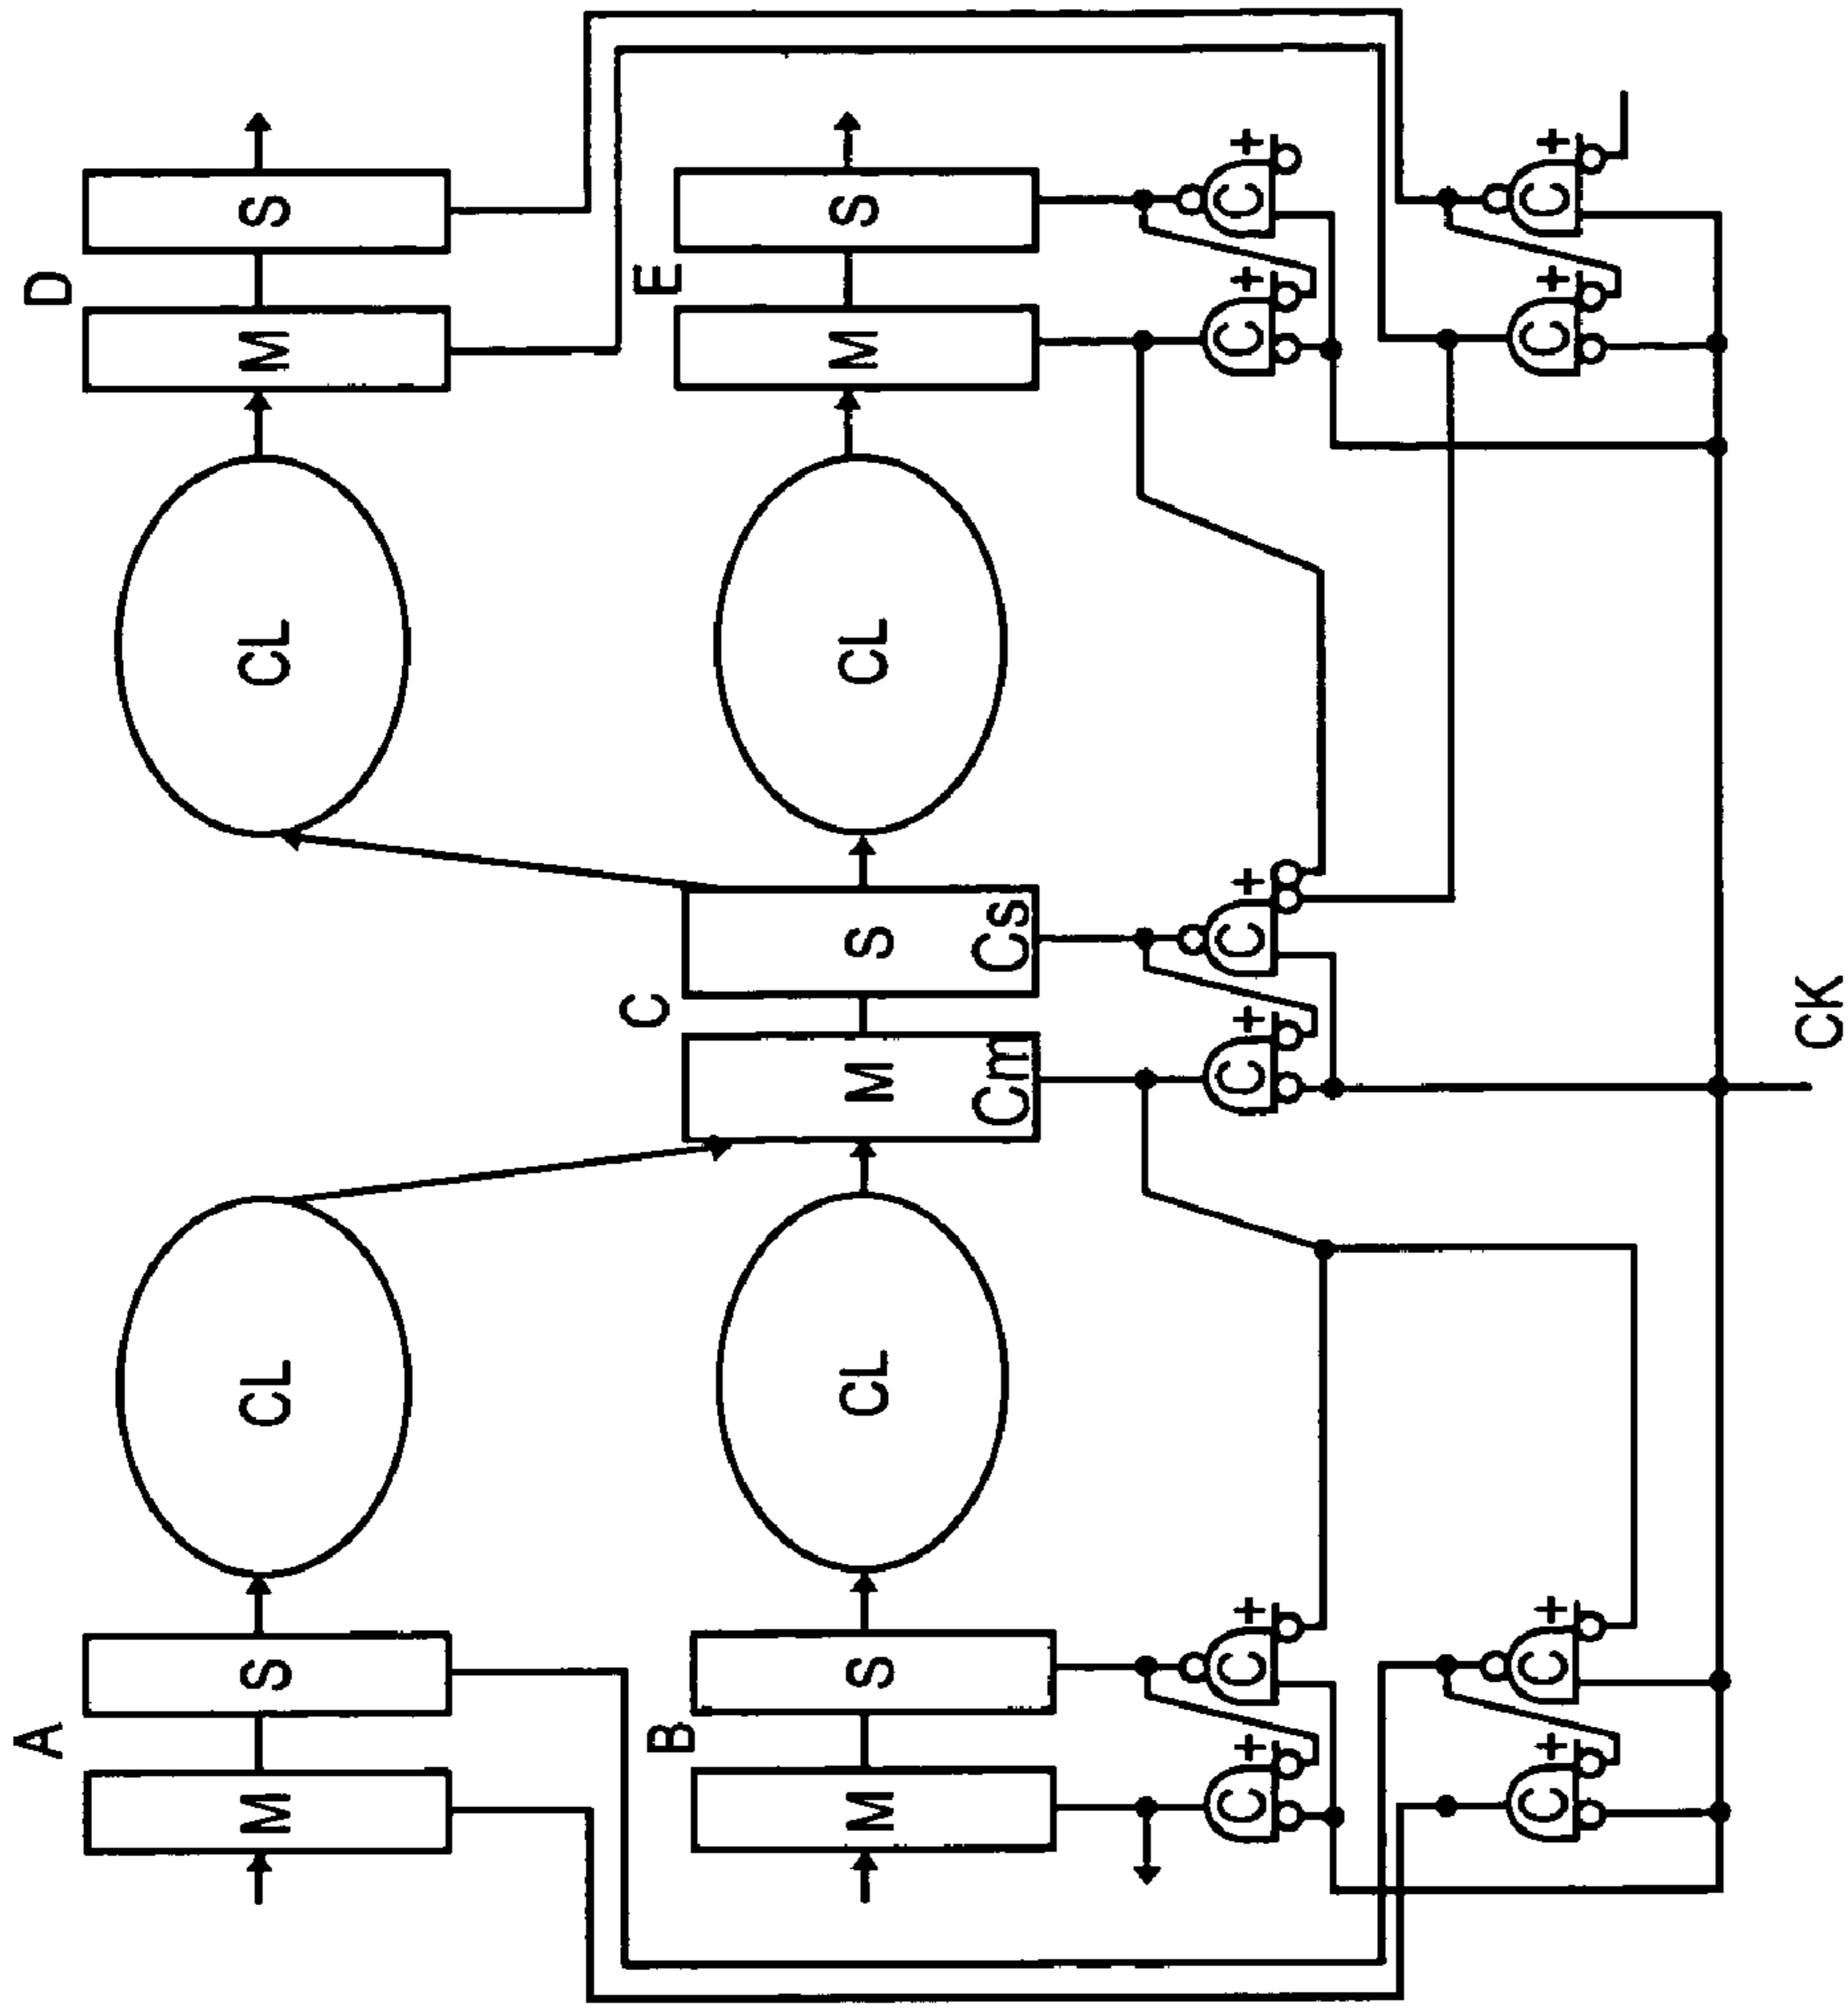 A D
M S CL CL M S
B C E
M S CL M S CL M S
Cm Cs
C + C + C + C + C + C +
C + C + C + C +
CK